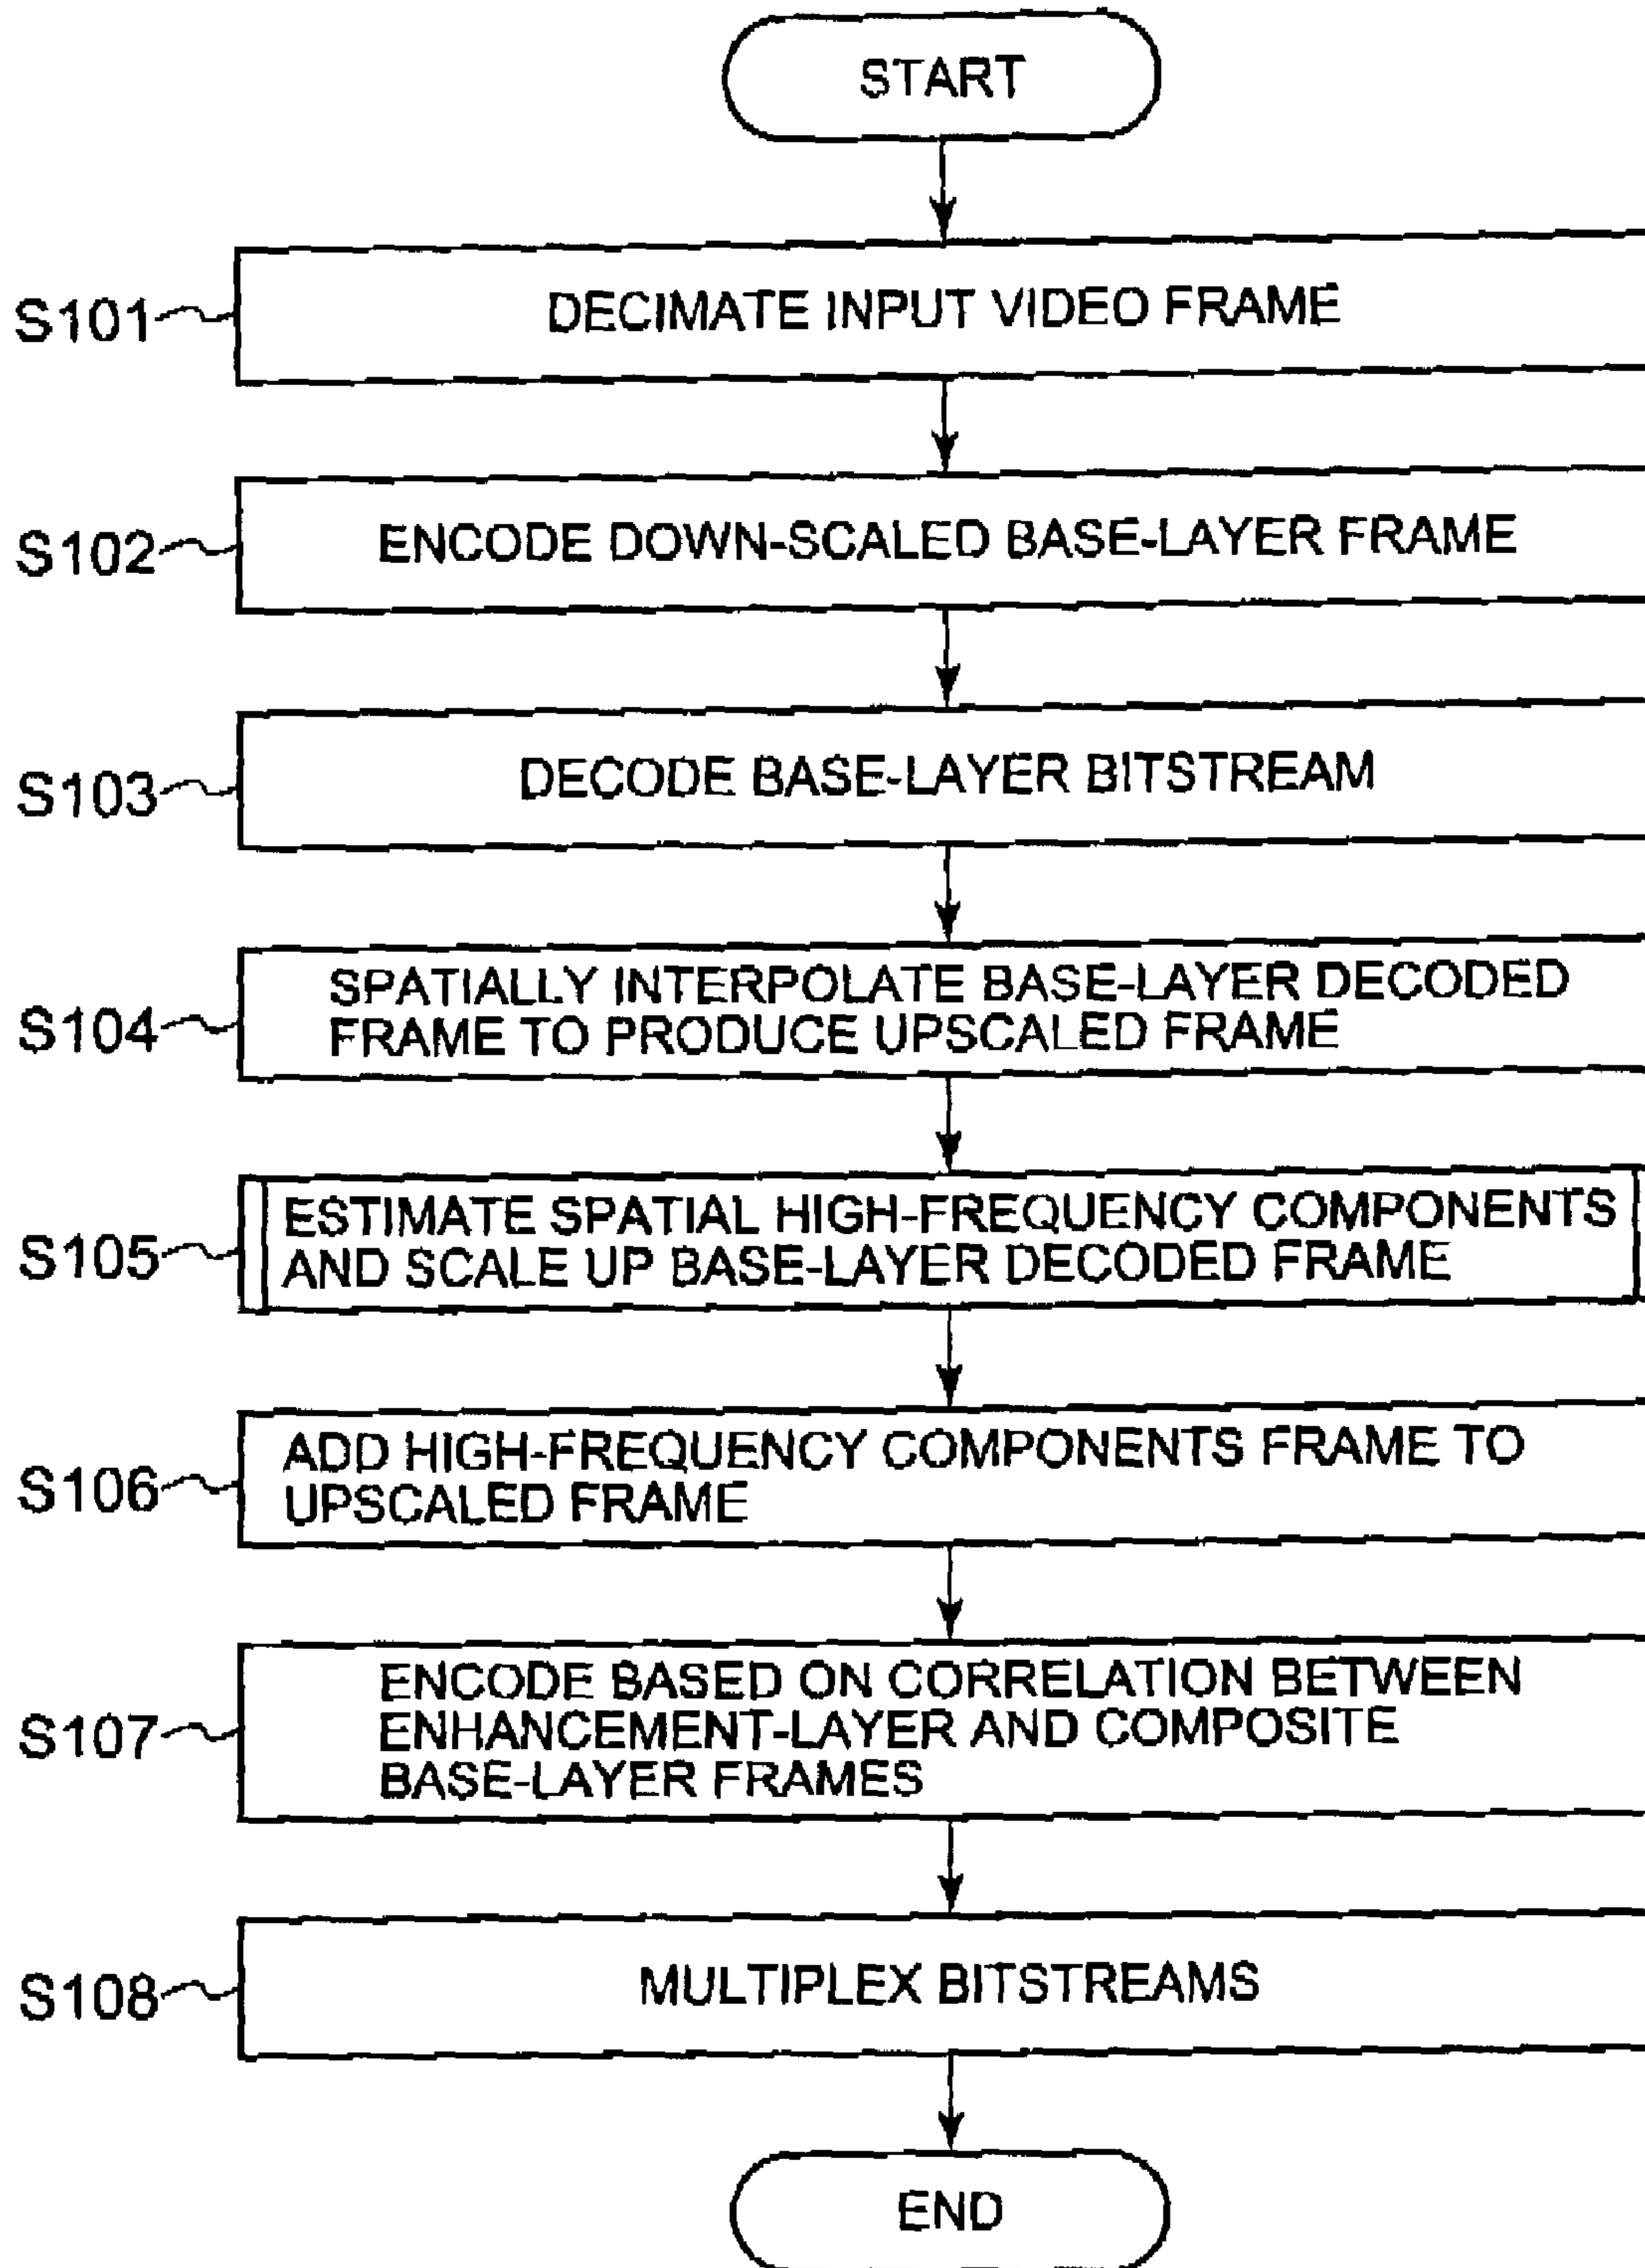 START
S101
DECIMATE INPUT VIDEO FRAME
S102
ENCODE DOWN-SCALED BASE-LAYER FRAME
S103
DECODE BASE-LAYER BITSTREAM
S104
SPATIALLY INTERPOLATE BASE-LAYER DECODED
FRAME TO PRODUCE UPSCALED FRAME
S105
ESTIMATE SPATIAL HIGH-FREQUENCY COMPONENTS
AND SCALE UP BASE-LAYER DECODED FRAME
S106
ADD HIGH-FREQUENCY COMPONENTS FRAME TO
UPSCALED FRAME
S107
ENCODE BASED ON CORRELATION BETWEEN
ENHANCEMENT-LAYER AND COMPOSITE
BASE-LAYER FRAMES
S108
MULTIPLEX BITSTREAMS
END